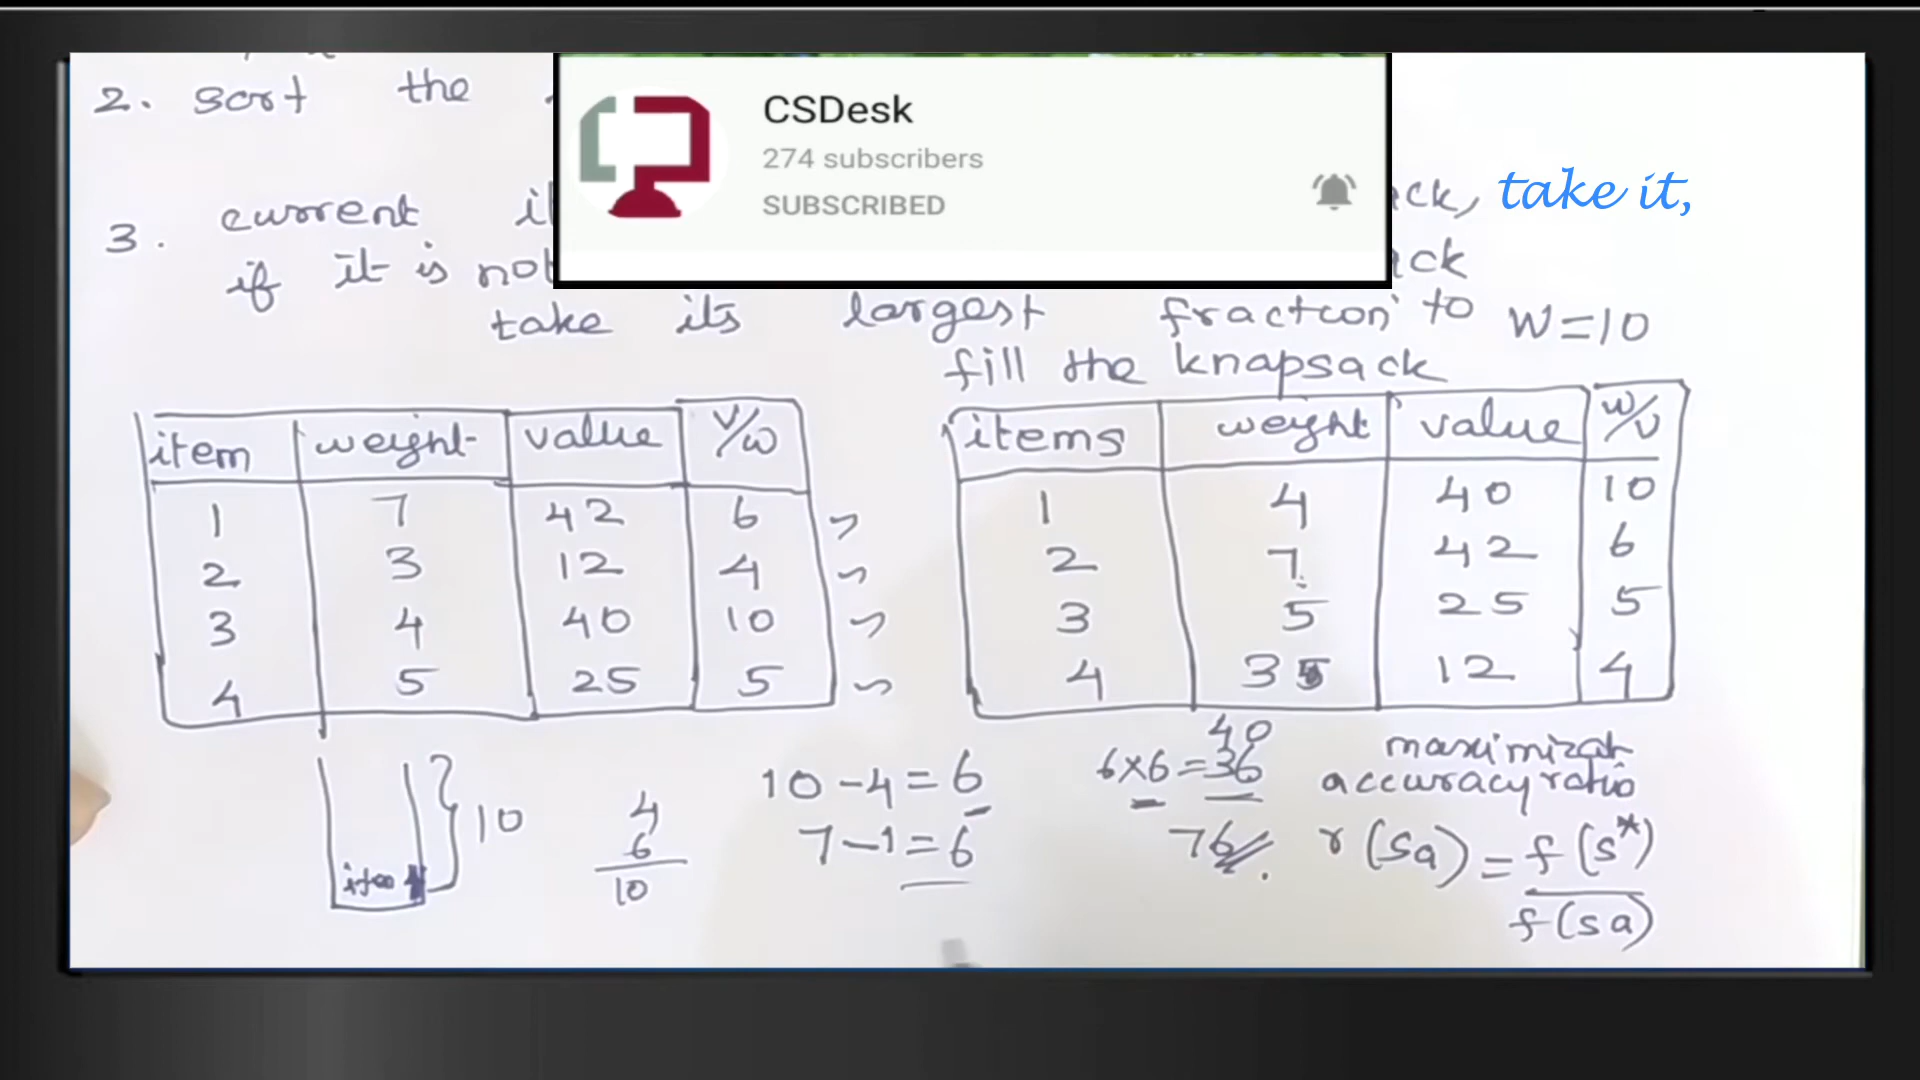 2. sort the
CSDesk
274 subscribers
SUBSCRIBED
3. current ck, take it,
if it is not ck
take its largest fraction to
fill the knapsack
W=10
item weight value V/W
1 7 42 6
2 3 12 4
3 4 40 10
4 5 25 5
items weight value W/V
1 4 40 10
2 7 42 6
3 5 25 5
4 3 12 4
10
4
6
10
10-4=6
7-1=6
40
6x6=36
76
maximizat
accuracy ratio
r(sa) = f(s*)
f(sa)